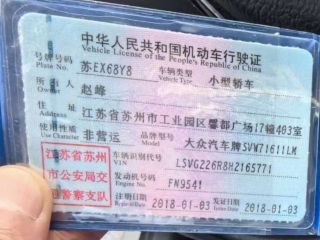 中华人民共和国机动车行驶证
Vehicle License of the People's Republic of China
号牌号码 苏EX68Y8 车辆类型 小型轿车
Plate No. Vehicle Type
所有人 赵峰
Owner
住址 江苏省苏州市工业园区馨都广场17幢403室
Address
使用性质 非营运 品牌型号 大众汽车牌SVW71611LM
Use Character Model
江苏省苏州
市公安局交
警察支队
车辆识别代号 LSVG226R8H2165771
VIN
发动机号码 FN9541
Engine No.
注册日期 2018-01-03 发证日期 2018-01-03
Register Date Issue Date